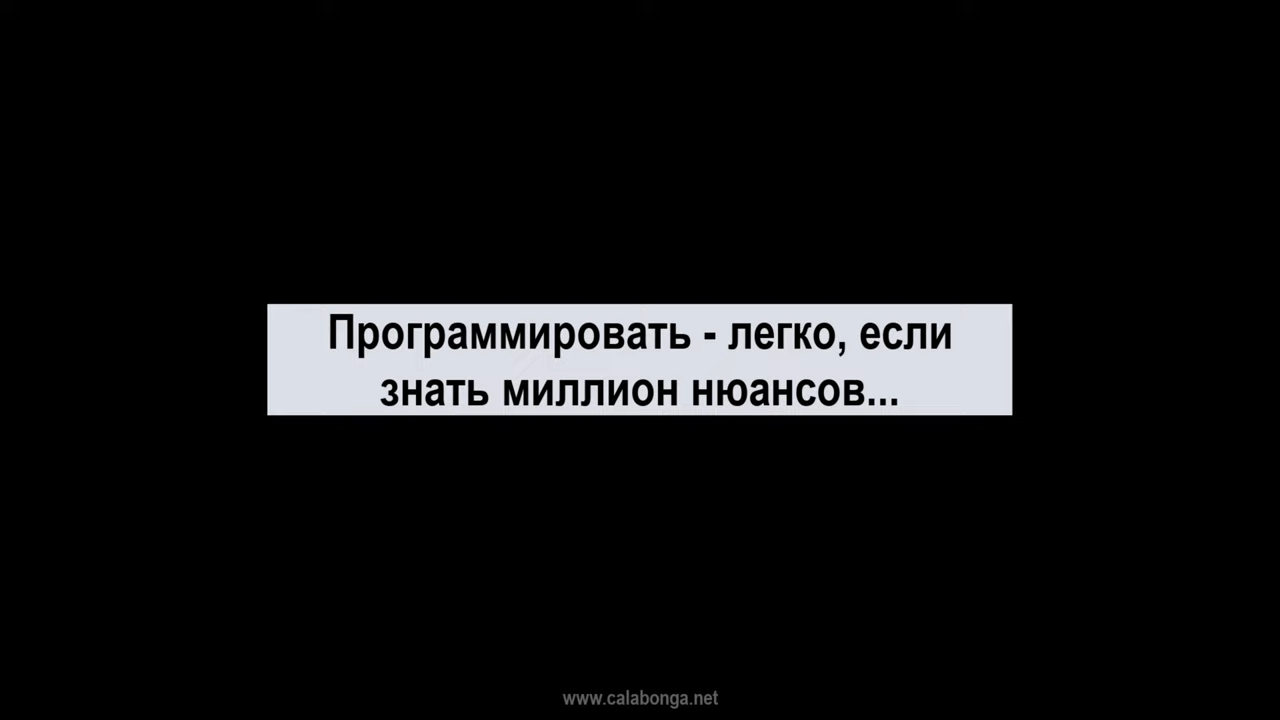 Программировать - легко, если
знать миллион нюансов...
www.calabonga.net